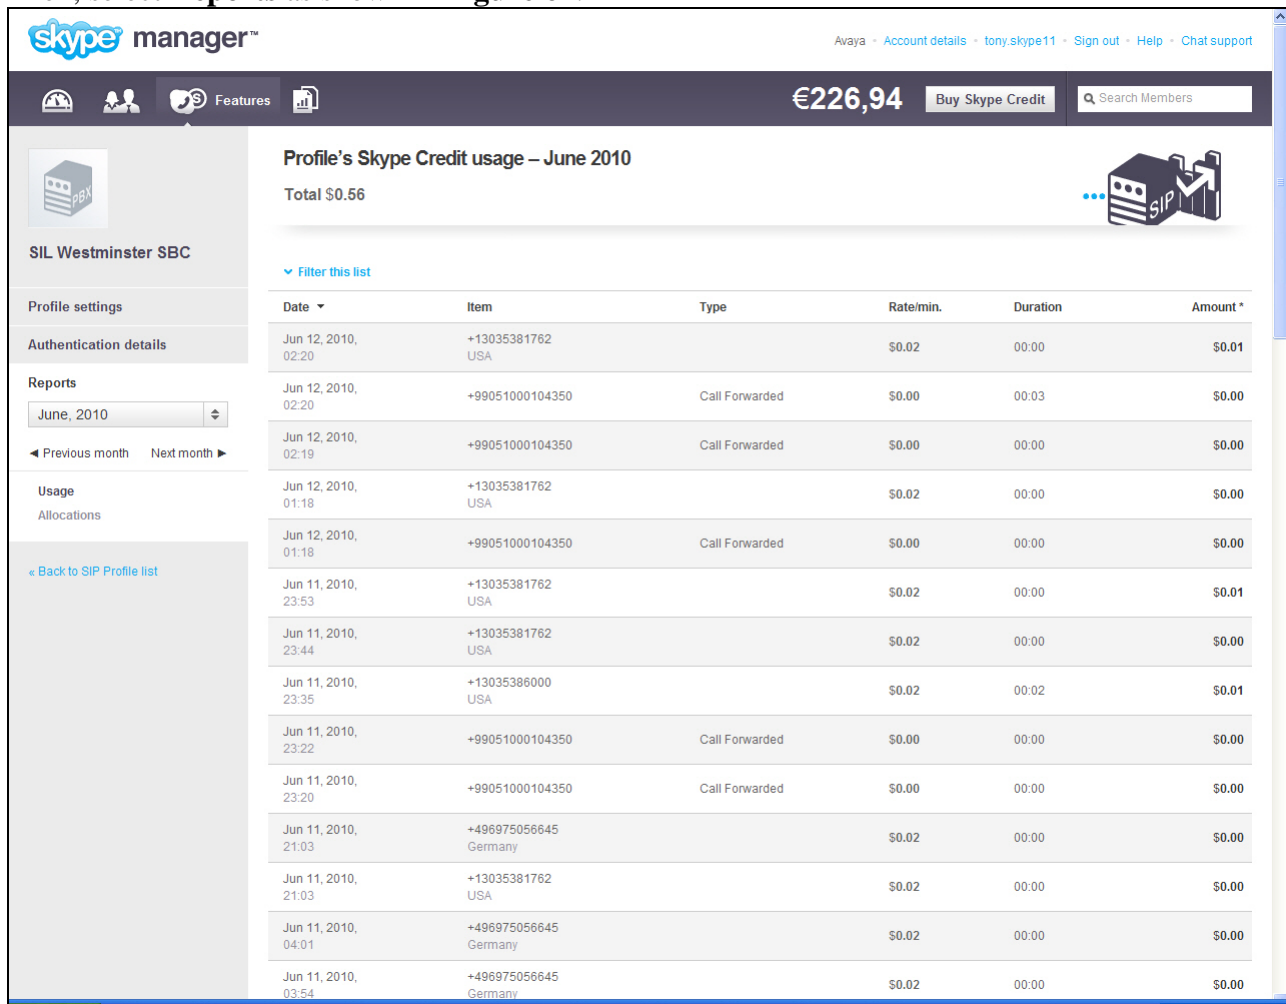 skype manager™
Avaya • Account details • tony.skype11 • Sign out • Help • Chat support
Features
€226,94
Buy Skype Credit
Search Members
PBX
SIL Westminster SBC
Profile settings
Authentication details
Reports
June, 2010
◄ Previous month Next month ►
Usage
Allocations
« Back to SIP Profile list
Profile's Skype Credit usage – June 2010
Total $0.56
SIP
Filter this list
Date Item Type Rate/min. Duration Amount *
Jun 12, 2010, 02:20 +13035381762 USA $0.02 00:00 $0.01
Jun 12, 2010, 02:20 +99051000104350 Call Forwarded $0.00 00:03 $0.00
Jun 12, 2010, 02:19 +99051000104350 Call Forwarded $0.00 00:00 $0.00
Jun 12, 2010, 01:18 +13035381762 USA $0.02 00:00 $0.00
Jun 12, 2010, 01:18 +99051000104350 Call Forwarded $0.00 00:00 $0.00
Jun 11, 2010, 23:53 +13035381762 USA $0.02 00:00 $0.01
Jun 11, 2010, 23:44 +13035381762 USA $0.02 00:00 $0.00
Jun 11, 2010, 23:35 +13035386000 USA $0.02 00:02 $0.01
Jun 11, 2010, 23:22 +99051000104350 Call Forwarded $0.00 00:00 $0.00
Jun 11, 2010, 23:20 +99051000104350 Call Forwarded $0.00 00:00 $0.00
Jun 11, 2010, 21:03 +496975056645 Germany $0.02 00:00 $0.00
Jun 11, 2010, 21:03 +13035381762 USA $0.02 00:00 $0.00
Jun 11, 2010, 04:01 +496975056645 Germany $0.02 00:00 $0.00
Jun 11, 2010, 03:54 +496975056645 Germany $0.02 00:00 $0.00